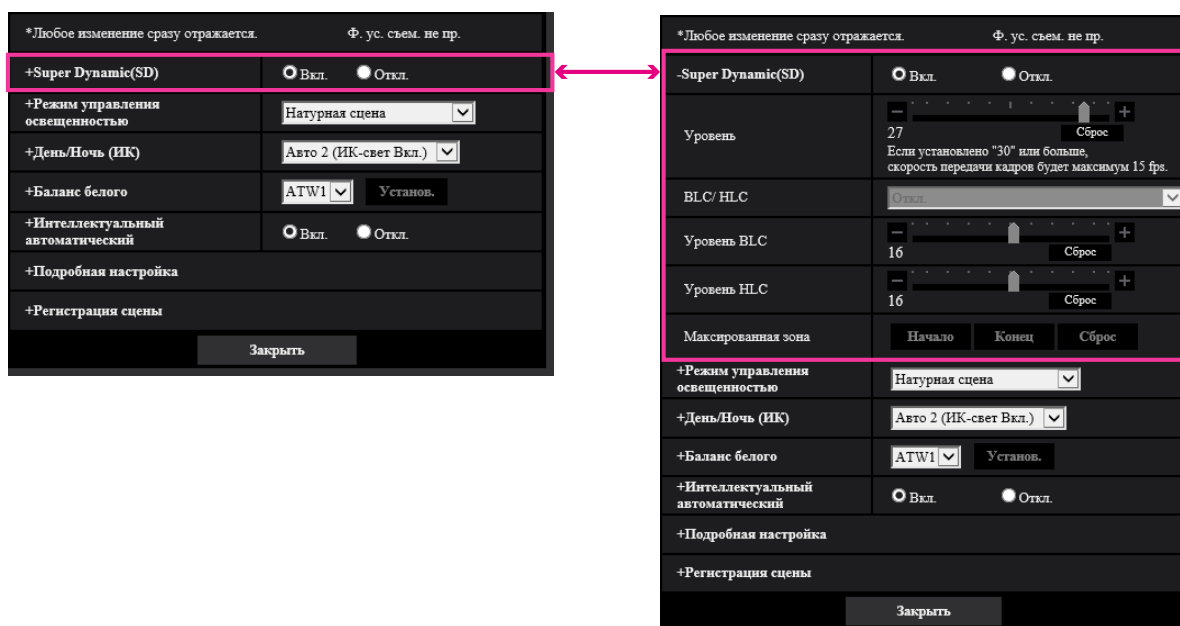 *Любое изменение сразу отражается. Ф. ус. съем. не пр.
+Super Dynamic(SD) Вкл. Откл.
+Режим управления
освещенностью Натурная сцена
+День/Ночь (ИК) Авто 2 (ИК-свет Вкл.)
+Баланс белого ATW1 Установ.
+Интеллектуальный
автоматический Вкл. Откл.
+Подробная настройка
+Регистрация сцены
Закрыть
*Любое изменение сразу отражается. Ф. ус. съем. не пр.
-Super Dynamic(SD) Вкл. Откл.
Уровень
27 Сброс
Если установлено "30" или больше,
скорость передачи кадров будет максимум 15 fps.
BLC/ HLC Откл.
Уровень BLC
16 Сброс
Уровень HLC
16 Сброс
Максированная зона Начало Конец Сброс
+Режим управления
освещенностью Натурная сцена
+День/Ночь (ИК) Авто 2 (ИК-свет Вкл.)
+Баланс белого ATW1 Установ.
+Интеллектуальный
автоматический Вкл. Откл.
+Подробная настройка
+Регистрация сцены
Закрыть